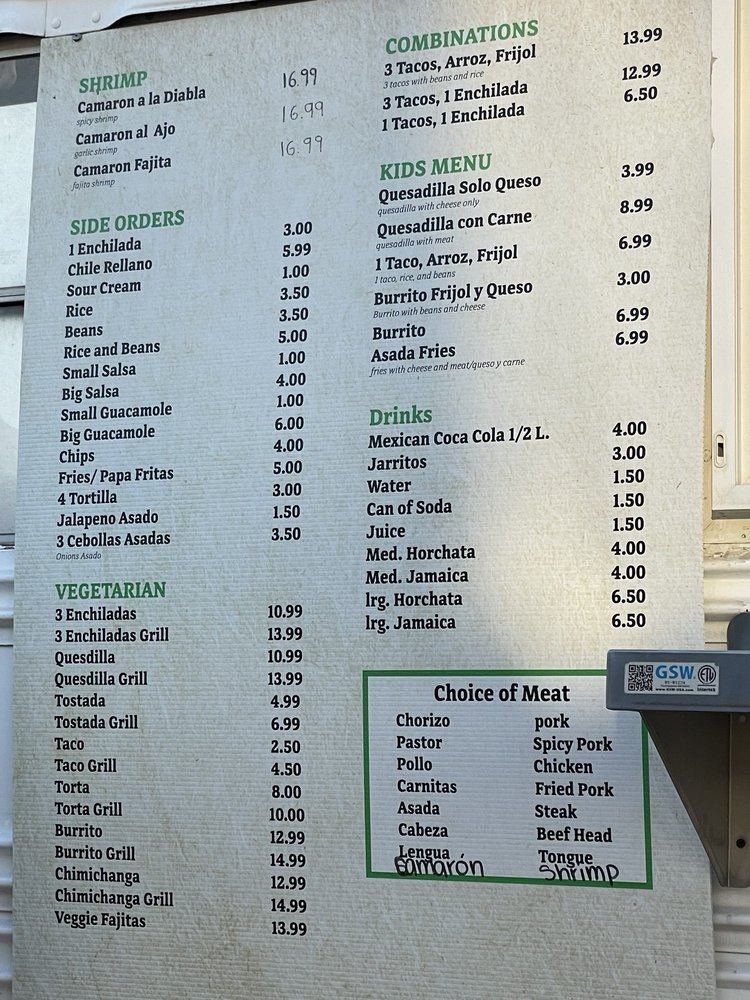 SHRIMP
Camaron a la Diabla 16.99
spicy shrimp
Camaron al Ajo 16.99
garlic shrimp
Camaron Fajita 16.99
fajita shrimp
SIDE ORDERS
1 Enchilada 3.00
Chile Rellano 5.99
Sour Cream 1.00
Rice 3.50
Beans 3.50
Rice and Beans 5.00
Small Salsa 1.00
Big Salsa 4.00
Small Guacamole 1.00
Big Guacamole 6.00
Chips 4.00
Fries/ Papa Fritas 5.00
4 Tortilla 3.00
Jalapeno Asado 1.50
3 Cebollas Asadas 3.50
Onions Asado
VEGETARIAN
3 Enchiladas 10.99
3 Enchiladas Grill 13.99
Quesdilla 10.99
Quesdilla Grill 13.99
Tostada 4.99
Tostada Grill 6.99
Taco 2.50
Taco Grill 4.50
Torta 8.00
Torta Grill 10.00
Burrito 12.99
Burrito Grill 14.99
Chimichanga 12.99
Chimichanga Grill 14.99
Veggie Fajitas 13.99
COMBINATIONS
3 Tacos, Arroz, Frijol 13.99
3 tacos with beans and rice
3 Tacos, 1 Enchilada 12.99
1 Tacos, 1 Enchilada 6.50
KIDS MENU
Quesadilla Solo Queso 3.99
quesadilla with cheese only
Quesadilla con Carne 8.99
quesadilla with meat
1 Taco, Arroz, Frijol 6.99
1 taco, rice, and beans
Burrito Frijol y Queso 3.00
Burrito with beans and cheese
Burrito 6.99
Asada Fries 6.99
fries with cheese and meat/queso y carne
Drinks
Mexican Coca Cola 1/2 L. 4.00
Jarritos 3.00
Water 1.50
Can of Soda 1.50
Juice 1.50
Med. Horchata 4.00
Med. Jamaica 4.00
lrg. Horchata 6.50
lrg. Jamaica 6.50
Choice of Meat
Chorizo pork
Pastor Spicy Pork
Pollo Chicken
Carnitas Fried Pork
Asada Steak
Cabeza Beef Head
Lengua Tongue
Camarón Shrimp
GSW
www.GSW-USA.com
Intertek